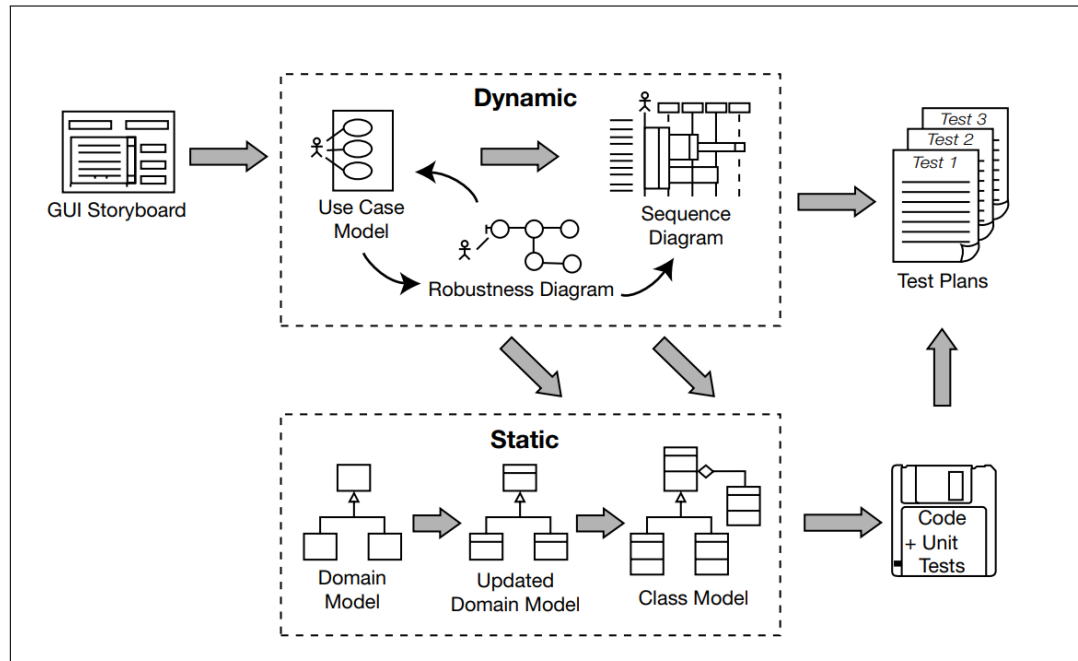 Dynamic
GUI Storyboard
Use Case
Model
Robustness Diagram
Sequence
Diagram
Test 3
Test 2
Test 1
Test Plans
Static
Domain
Model
Updated
Domain Model
Class Model
Code
+ Unit
Tests